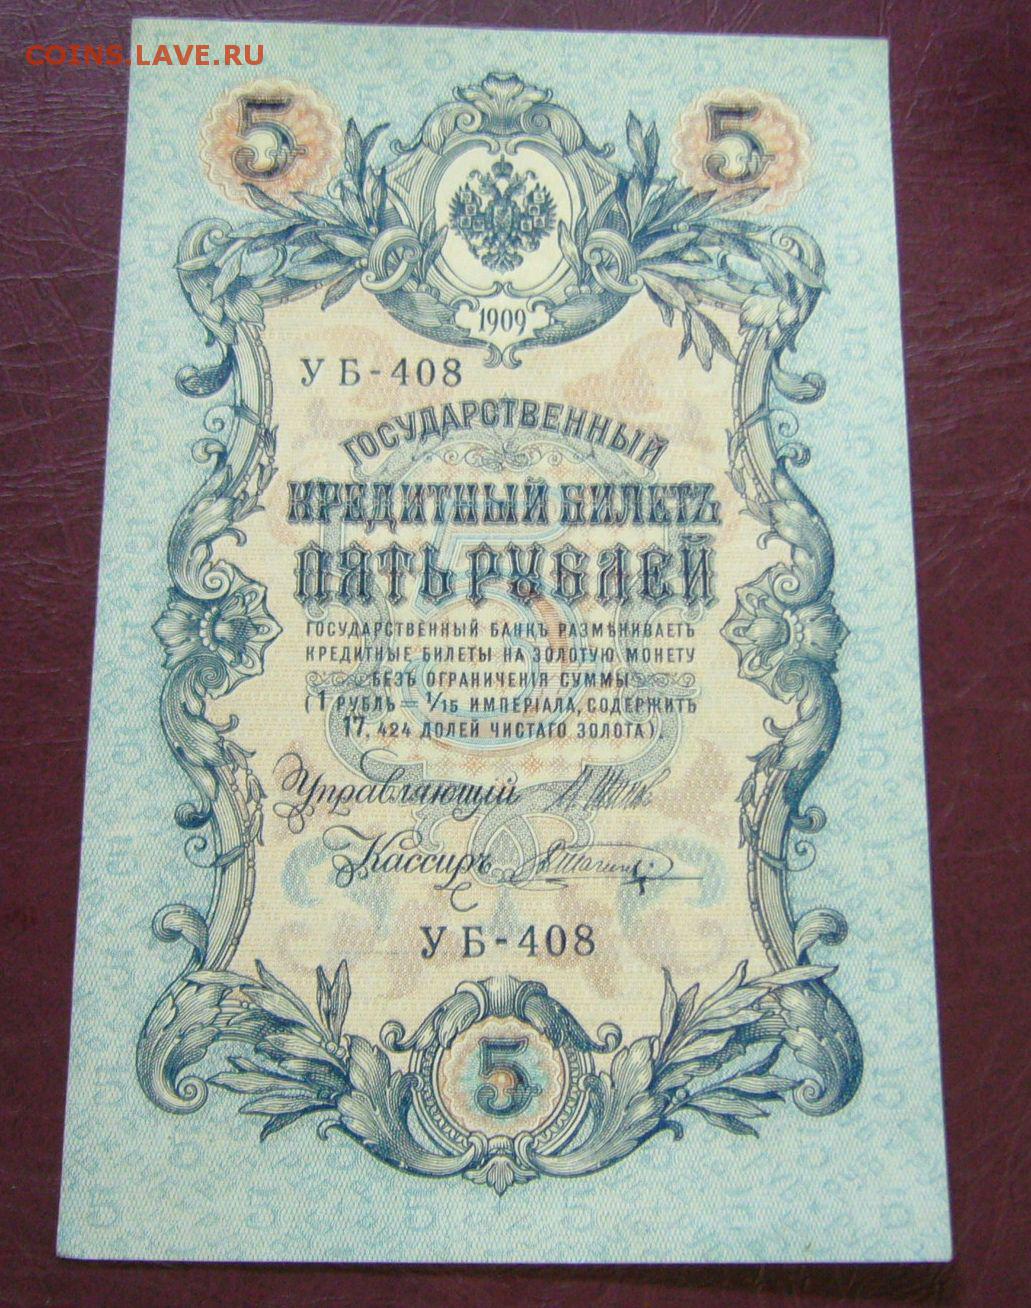 COINS.LAVE.RU
5 5
1909
УБ-408
ГОСУДАРСТВЕННЫЙ
КРЕДИТНЫЙ БИЛЕТЪ
5
ПЯТЬ РУБЛЕЙ
ГОСУДАРСТВЕННЫЙ БАНКЪ РАЗМѢНИВАЕТЪ
КРЕДИТНЫЕ БИЛЕТЫ НА ЗОЛОТУЮ МОНЕТУ
БЕЗЪ ОГРАНИЧЕНІЯ СУММЫ
(1 РУБЛЬ = 1/15 ИМПЕРІАЛА, СОДЕРЖИТЪ
17,424 ДОЛЕЙ ЧИСТАГО ЗОЛОТА).
Управляющій
Кассиръ
УБ-408
5